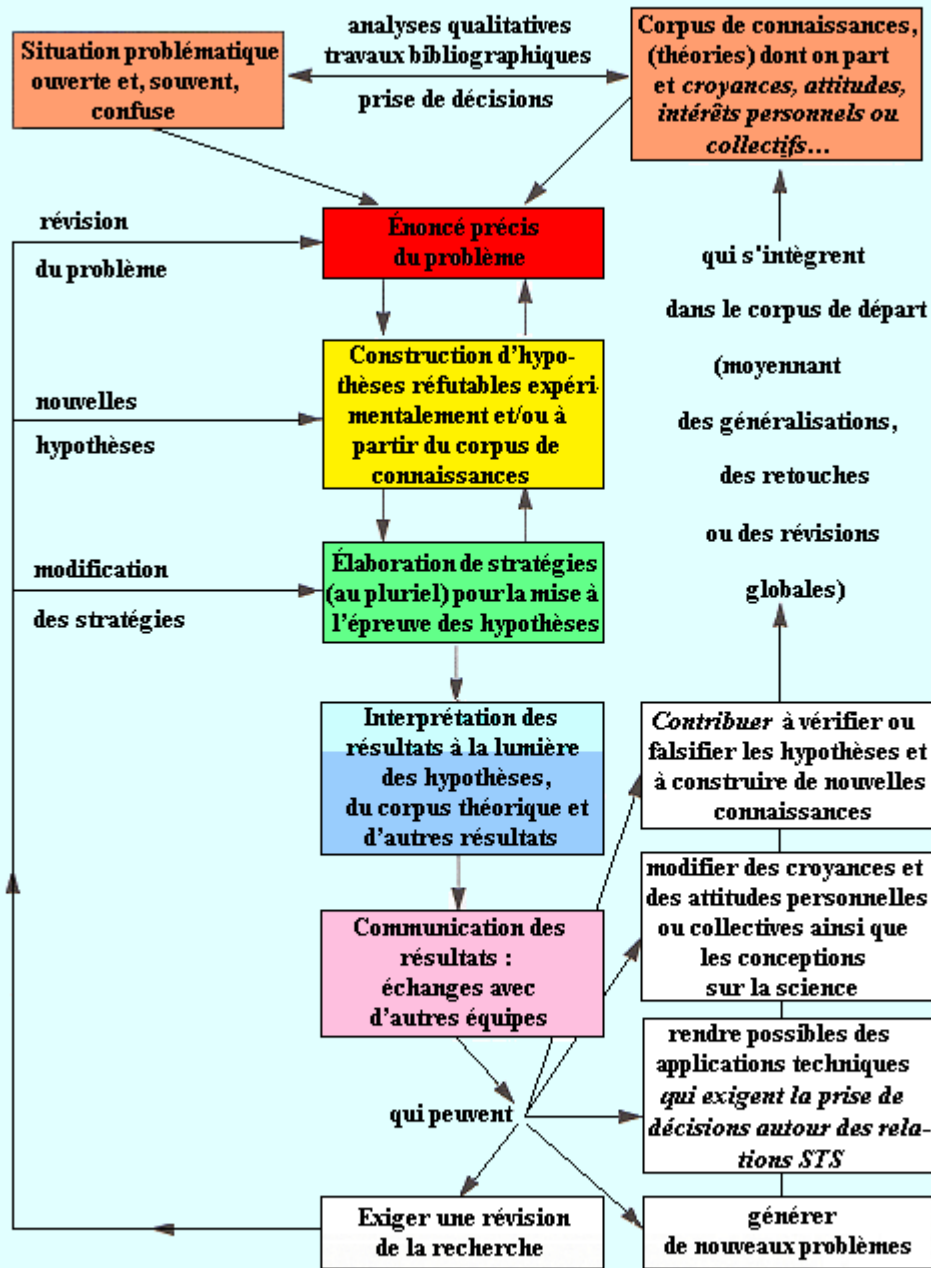 Situation problématique
ouverte et, souvent,
confuse
analyses qualitatives
travaux bibliographiques
prise de décisions
Corpus de connaissances,
(théories) dont on part
et croyances, attitudes,
intérêts personnels ou
collectifs…
révision
du problème
Énoncé précis
du problème
qui s'intègrent
dans le corpus de départ
(moyennant
des généralisations,
des retouches
ou des révisions
globales)
nouvelles
hypothèses
Construction d’hypo-
thèses réfutables expéri-
mentalement et/ou à
partir du corpus de
connaissances
modification
des stratégies
Élaboration de stratégies
(au pluriel) pour la mise à
l’épreuve des hypothèses
Interprétation des
résultats à la lumière
des hypothèses,
du corpus théorique et
d’autres résultats
Contribuer à vérifier ou
falsifier les hypothèses et
à construire de nouvelles
connaissances
modifier des croyances et
des attitudes personnelles
ou collectives ainsi que
les conceptions
sur la science
Communication des
résultats :
échanges avec
d’autres équipes
qui peuvent
rendre possibles des
applications techniques
qui exigent la prise de
décisions autour des rela-
tions STS
Exiger une révision
de la recherche
générer
de nouveaux problèmes